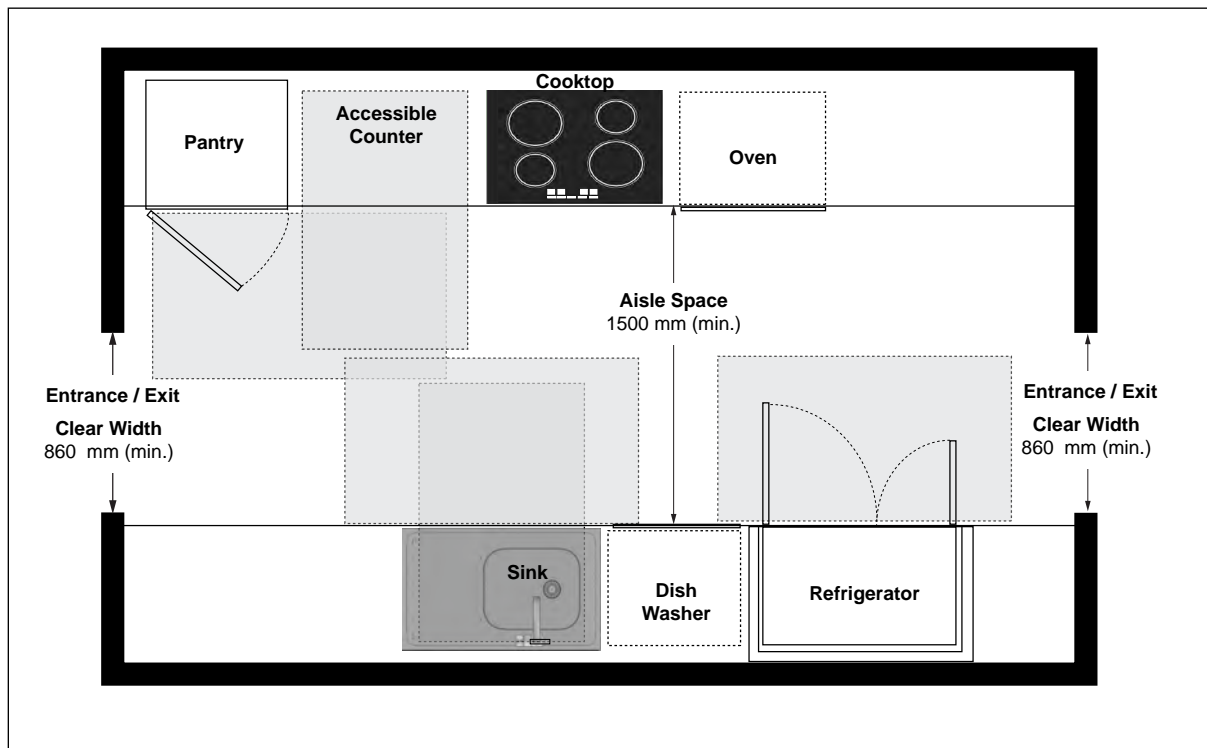 Cooktop
Accessible
Counter
Pantry
Oven
Aisle Space
1500 mm (min.)
Entrance / Exit
Clear Width
860 mm (min.)
Entrance / Exit
Clear Width
860 mm (min.)
Sink
Dish
Washer
Refrigerator